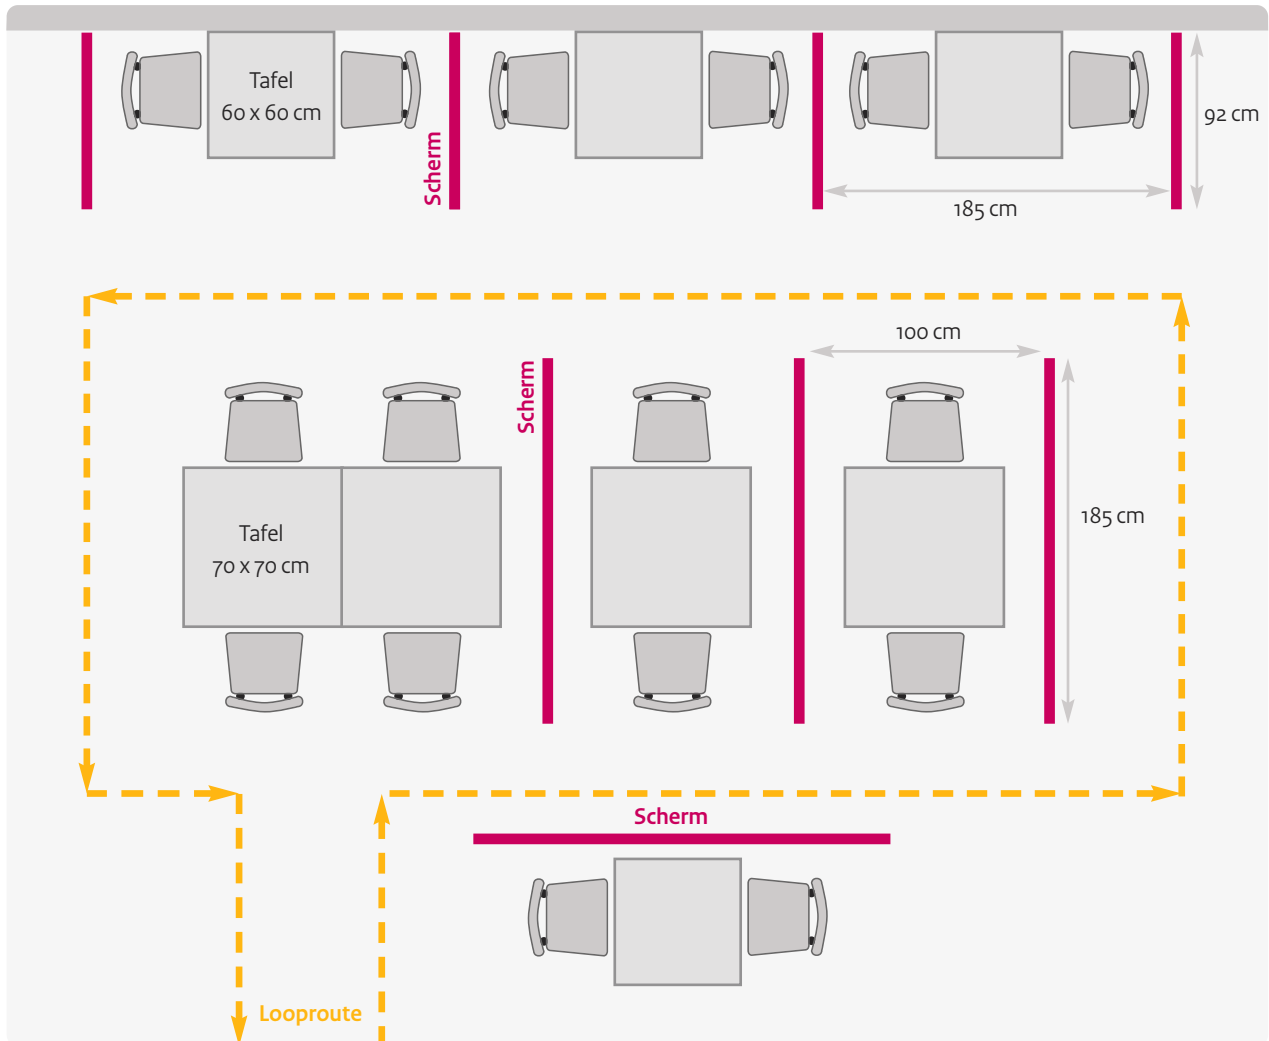 Tafel
60 x 60 cm
Scherm
92 cm
185 cm
100 cm
Scherm
185 cm
Tafel
70 x 70 cm
Scherm
Looproute